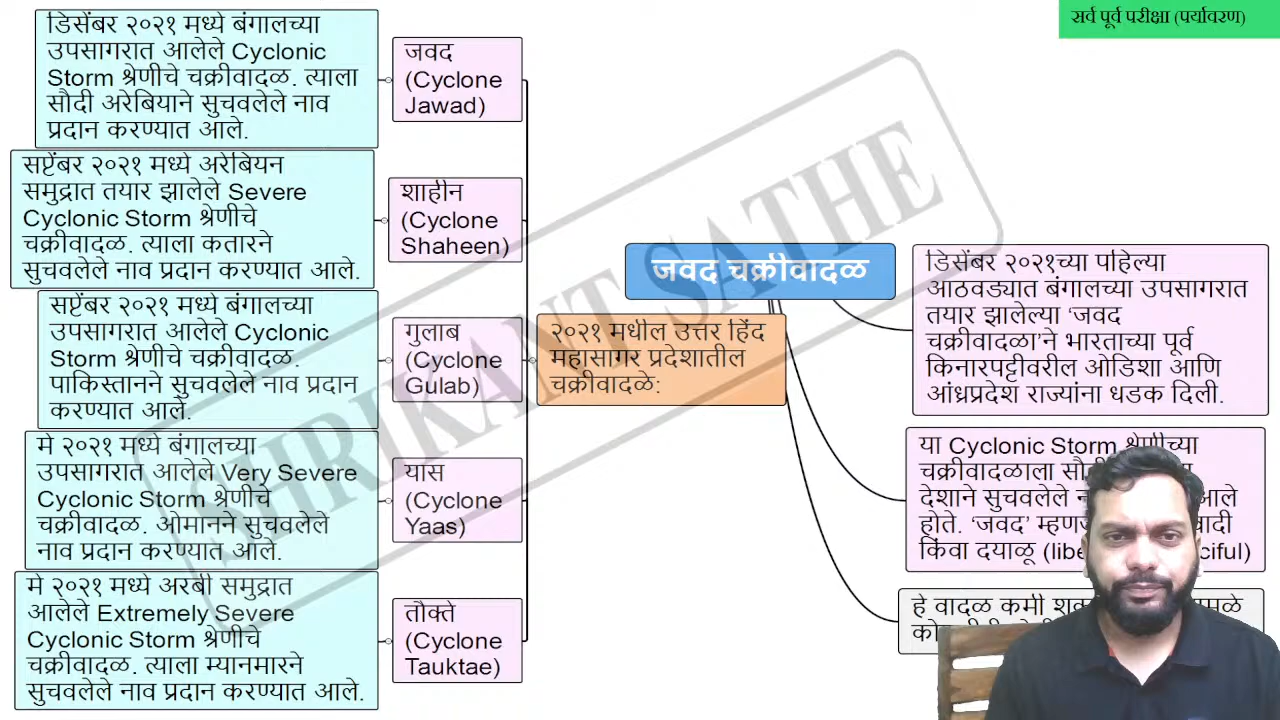 सर्व पूर्व परीक्षा (पर्यावरण)
डिसेंबर २०२१ मध्ये बंगालच्या
उपसागरात आलेले Cyclonic
Storm श्रेणीचे चक्रीवादळ. त्याला
सौदी अरेबियाने सुचवलेले नाव
प्रदान करण्यात आले.
जवद
(Cyclone
Jawad)
सप्टेंबर २०२१ मध्ये अरेबियन
समुद्रात तयार झालेले Severe
Cyclonic Storm श्रेणीचे
चक्रीवादळ. त्याला कतारने
सुचवलेले नाव प्रदान करण्यात आले.
शाहीन
(Cyclone
Shaheen)
सप्टेंबर २०२१ मध्ये बंगालच्या
उपसागरात आलेले Cyclonic
Storm श्रेणीचे चक्रीवादळ.
पाकिस्तानने सुचवलेले नाव प्रदान
करण्यात आले.
गुलाब
(Cyclone
Gulab)
मे २०२१ मध्ये बंगालच्या
उपसागरात आलेले Very Severe
Cyclonic Storm श्रेणीचे
चक्रीवादळ. ओमानने सुचवलेले
नाव प्रदान करण्यात आले.
यास
(Cyclone
Yaas)
मे २०२१ मध्ये अरबी समुद्रात
आलेले Extremely Severe
Cyclonic Storm श्रेणीचे
चक्रीवादळ. त्याला म्यानमारने
सुचवलेले नाव प्रदान करण्यात आले.
तौक्ते
(Cyclone
Tauktae)
२०२१ मधील उत्तर हिंद
महासागर प्रदेशातील
चक्रीवादळे:
जवद चक्रीवादळ
डिसेंबर २०२१च्या पहिल्या
आठवड्यात बंगालच्या उपसागरात
तयार झालेल्या ‘जवद
चक्रीवादळा’ने भारताच्या पूर्व
किनारपट्टीवरील ओडिशा आणि
आंध्रप्रदेश राज्यांना धडक दिली.
या Cyclonic Storm श्रेणीच्या
चक्रीवादळाला
देशाने सुचवलेले आले
होते. ‘जवद’
किंवा दयाळू
हे वादळ कमी
SHRIKANT SATHE